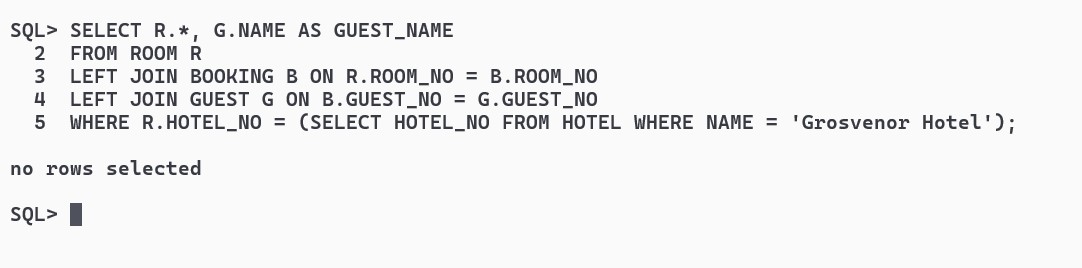 SQL> SELECT R.*, G.NAME AS GUEST_NAME
  2  FROM ROOM R
  3  LEFT JOIN BOOKING B ON R.ROOM_NO = B.ROOM_NO
  4  LEFT JOIN GUEST G ON B.GUEST_NO = G.GUEST_NO
  5  WHERE R.HOTEL_NO = (SELECT HOTEL_NO FROM HOTEL WHERE NAME = 'Grosvenor Hotel');
no rows selected
SQL>